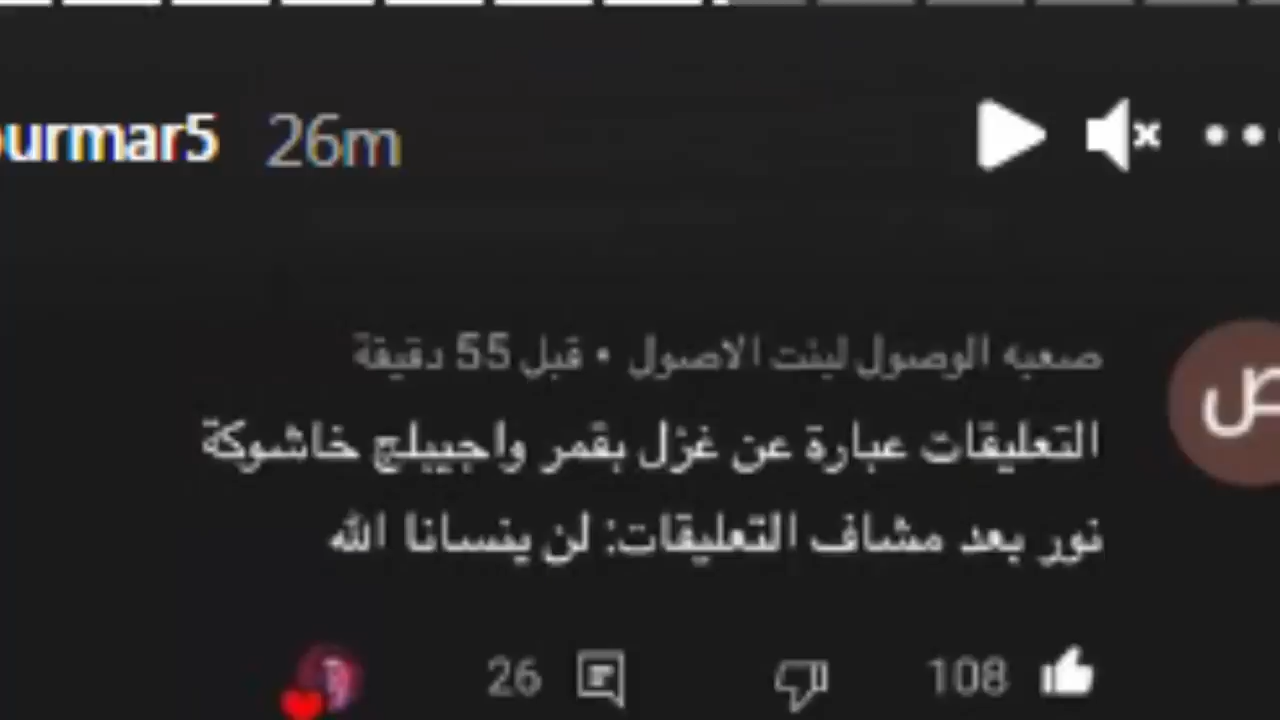 ourmar5 26m
صعبه الوصول لبنت الاصول • قبل 55 دقيقة
ص
التعليقات عبارة عن غزل بقمر واجيبلج خاشوكة
نور بعد مشاف التعليقات: لن ينسانا الله
108 26